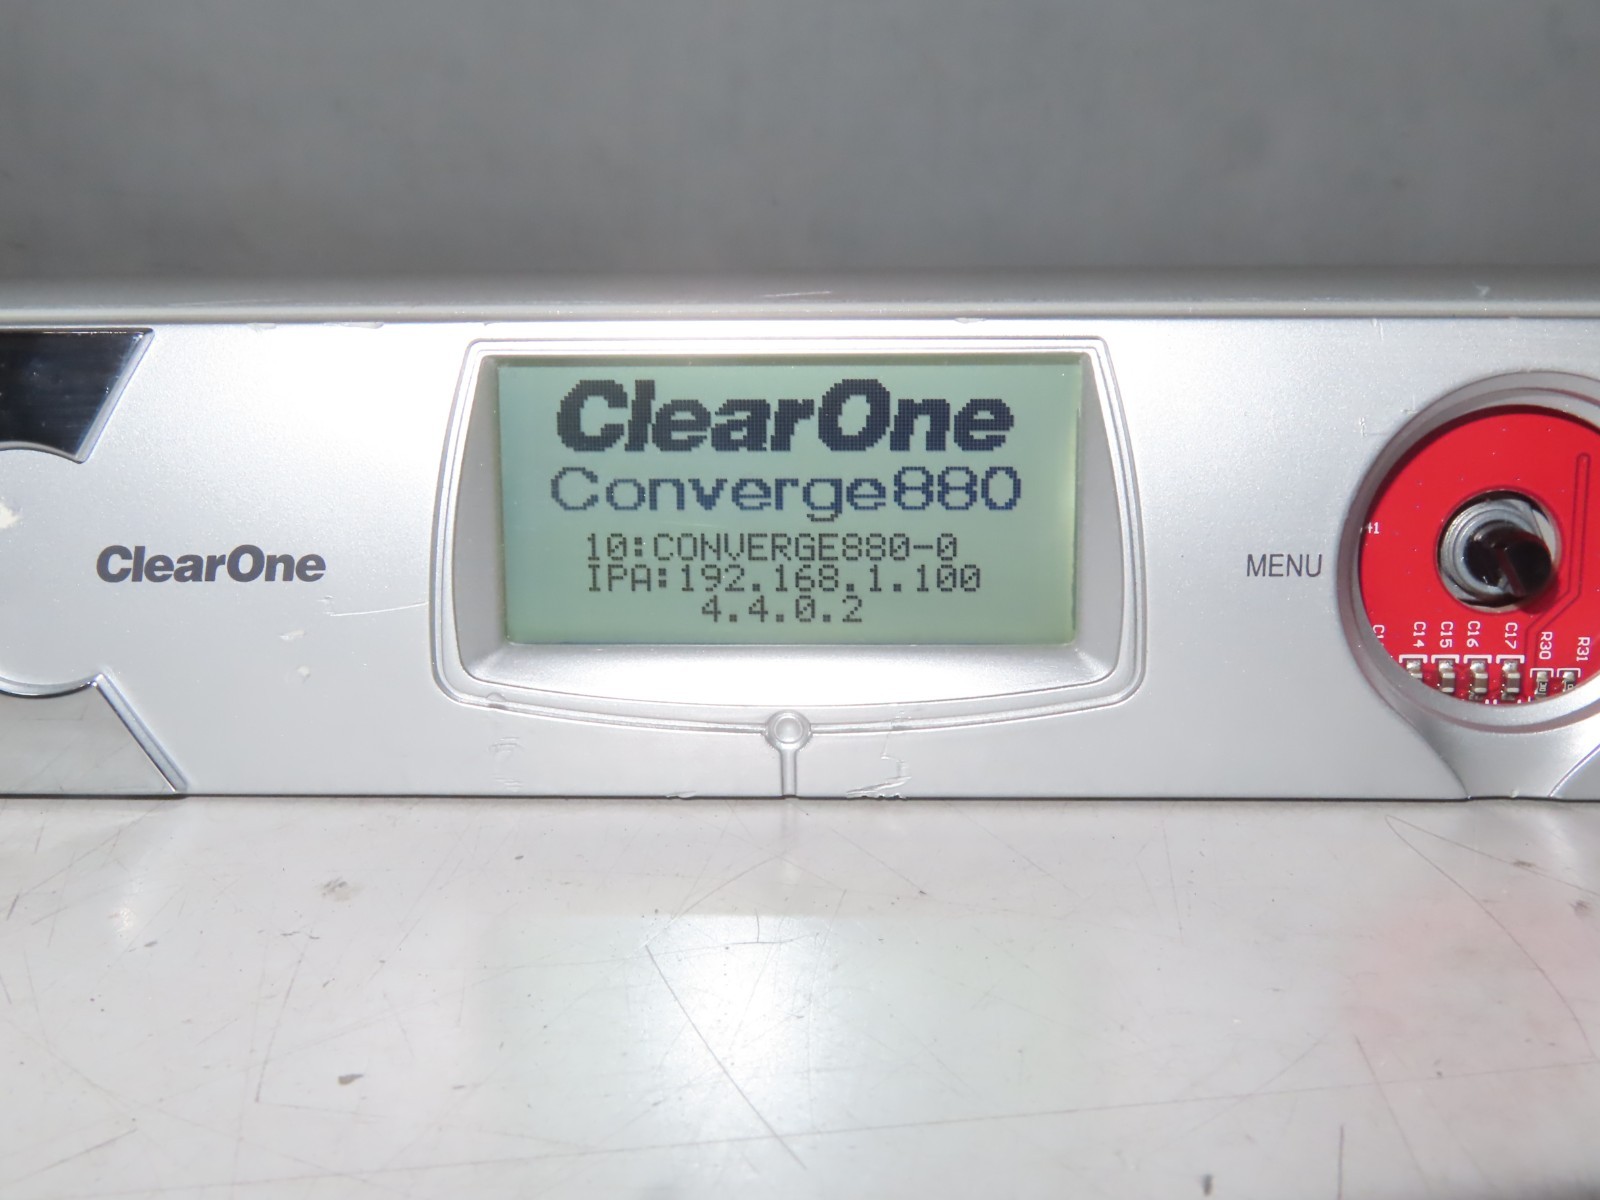 ClearOne
ClearOne
Converge880
10:CONVERGE880-0
IPA:192.168.1.100
4.4.0.2
MENU
C14
C15
C16
C17
R30
R31